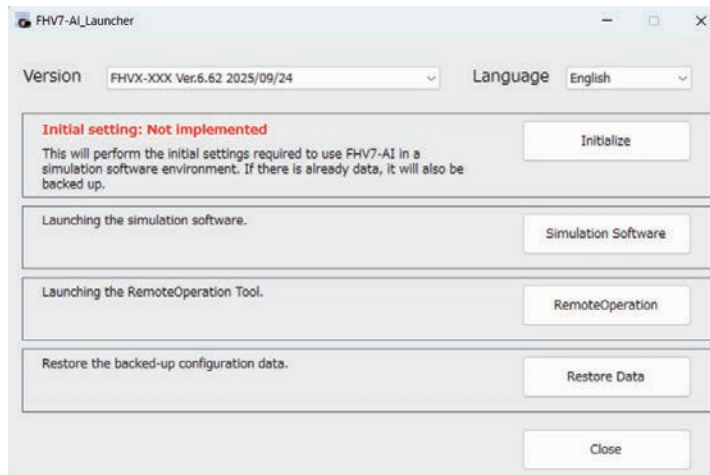 FHV7-AI_Launcher
Version FHVX-XXX Ver.6.62 2025/09/24 Language English
Initial setting: Not implemented
Initialize
This will perform the initial settings required to use FHV7-AI in a
simulation software environment. If there is already data, it will also be
backed up.
Launching the simulation software.
Simulation Software
Launching the RemoteOperation Tool.
RemoteOperation
Restore the backed-up configuration data.
Restore Data
Close